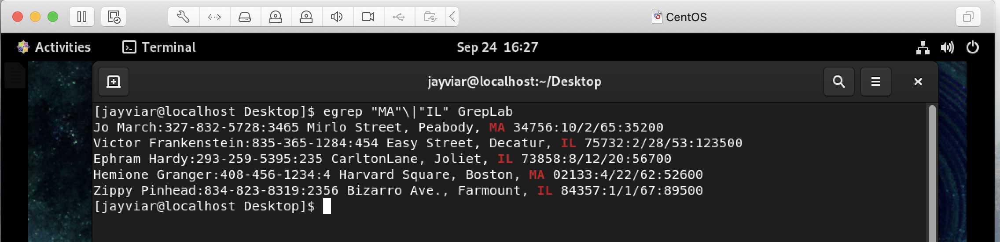 CentOS
Activities Terminal Sep 24 16:27
jayviar@localhost:~/Desktop
[jayviar@localhost Desktop]$ egrep "MA"\|"IL" GrepLab
Jo March:327-832-5728:3465 Mirlo Street, Peabody, MA 34756:10/2/65:35200
Victor Frankenstein:835-365-1284:454 Easy Street, Decatur, IL 75732:2/28/53:123500
Ephram Hardy:293-259-5395:235 CarltonLane, Joliet, IL 73858:8/12/20:56700
Hemione Granger:408-456-1234:4 Harvard Square, Boston, MA 02133:4/22/62:52600
Zippy Pinhead:834-823-8319:2356 Bizarro Ave., Farmount, IL 84357:1/1/67:89500
[jayviar@localhost Desktop]$